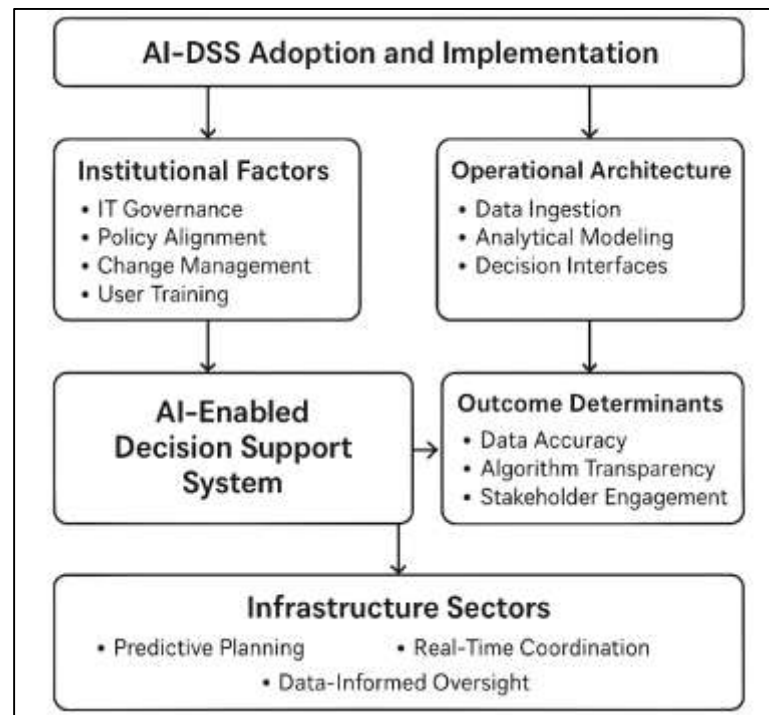 AI-DSS Adoption and Implementation
Institutional Factors
• IT Governance
• Policy Alignment
• Change Management
• User Training
Operational Architecture
• Data Ingestion
• Analytical Modeling
• Decision Interfaces
AI-Enabled
Decision Support
System
Outcome Determinants
• Data Accuracy
• Algorithm Transparency
• Stakeholder Engagement
Infrastructure Sectors
• Predictive Planning
• Real-Time Coordination
• Data-Informed Oversight